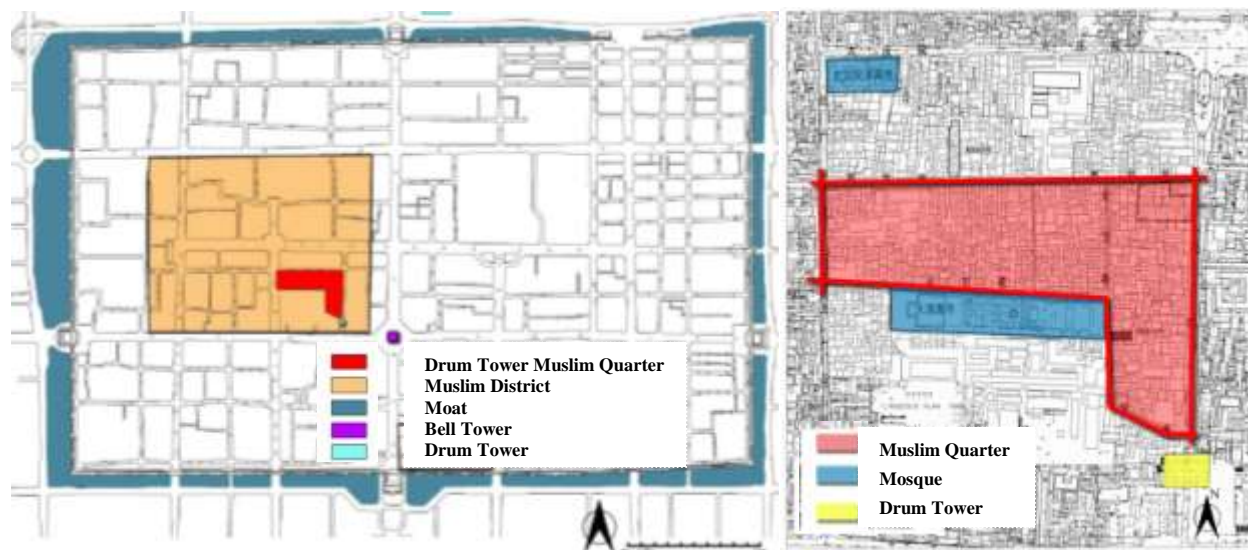 Drum Tower Muslim Quarter
Muslim District
Moat
Bell Tower
Drum Tower
Muslim Quarter
Mosque
Drum Tower
N